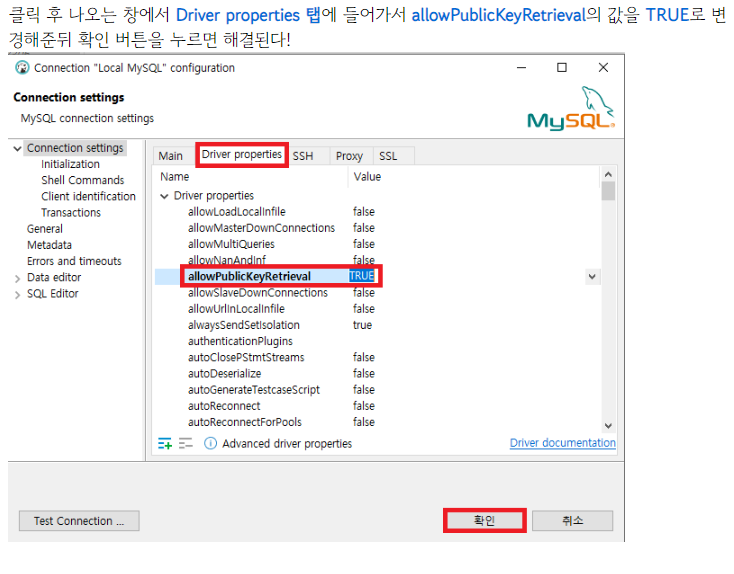 클릭 후 나오는 창에서 Driver properties 탭에 들어가서 allowPublicKeyRetrieval의 값을 TRUE로 변
경해준뒤 확인 버튼을 누르면 해결된다!
Connection "Local MySQL" configuration
Connection settings
MySQL connection settings
MySQL
Connection settings
Initialization
Shell Commands
Client identification
Transactions
General
Metadata
Errors and timeouts
Data editor
SQL Editor
Main Driver properties SSH Proxy SSL
Name Value
Driver properties
allowLoadLocalInfile false
allowMasterDownConnections false
allowMultiQueries false
allowNanAndInf false
allowPublicKeyRetrieval TRUE
allowSlaveDownConnections false
allowUrlInLocalInfile false
alwaysSendSetIsolation true
authenticationPlugins
autoClosePStmtStreams false
autoDeserialize false
autoGenerateTestcaseScript false
autoReconnect false
autoReconnectForPools false
Advanced driver properties Driver documentation
Test Connection ... 확인 취소